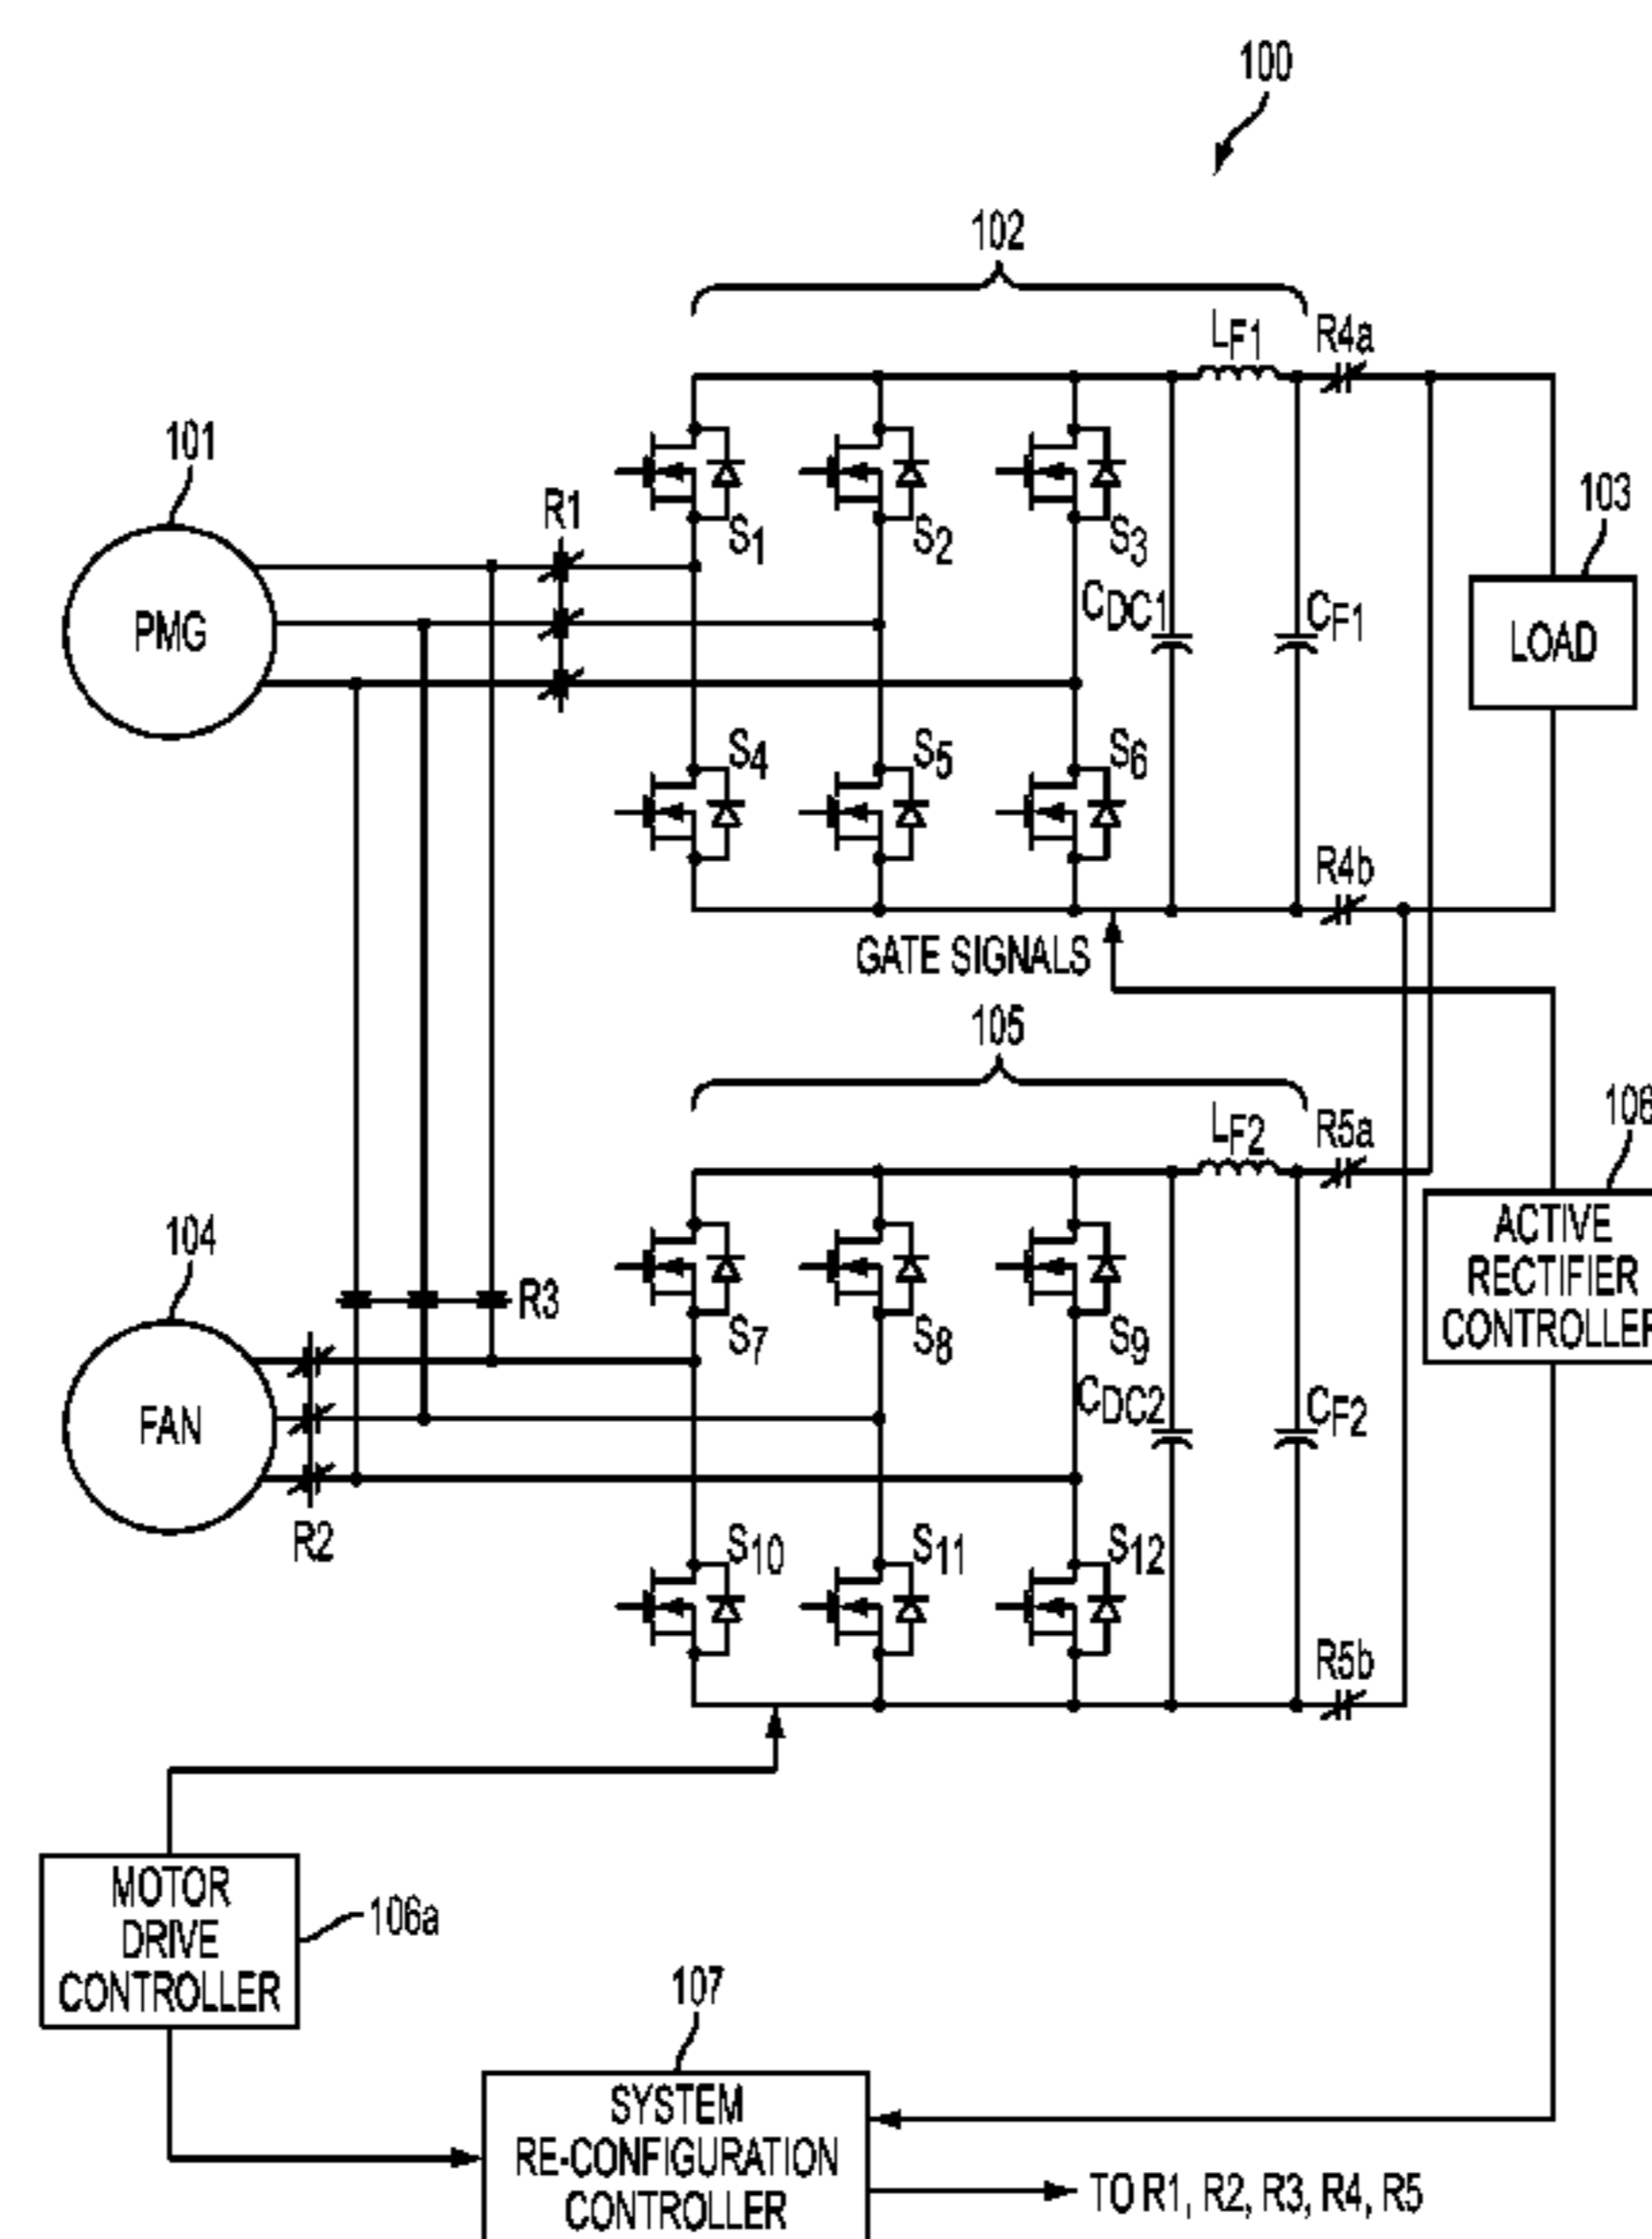 100
102
LF1
R4a
101
R1
S1
S2
S3
103
PMG
CDC1
CF1
LOAD
S4
S5
S6
R4b
GATE SIGNALS
105
LF2
R5a
106
104
ACTIVE
RECTIFIER
CONTROLLER
R3
S7
S8
S9
FAN
CDC2
CF2
R2
S10
S11
S12
R5b
MOTOR
DRIVE
CONTROLLER
106a
107
SYSTEM
RE-CONFIGURATION
CONTROLLER
TO R1, R2, R3, R4, R5